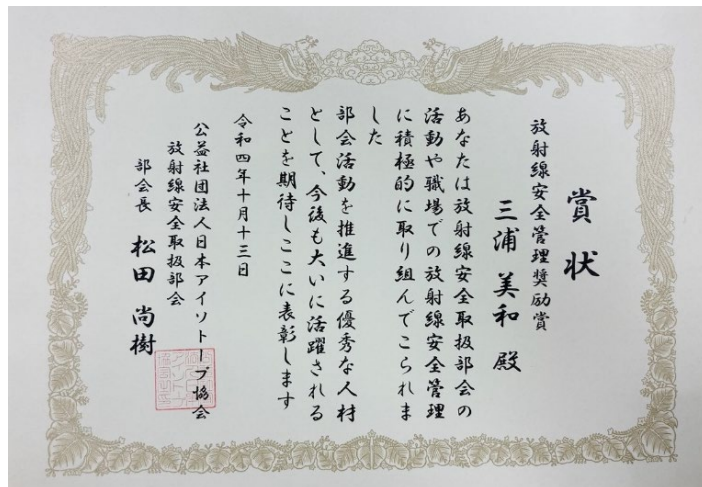 賞状
放射線安全管理奨励賞
三浦 美和 殿
あなたは放射線安全取扱部会の
活動や職場での放射線安全管理
に積極的に取り組んでこられま
した
部会活動を推進する優秀な人材
として、今後も大いに活躍される
ことを期待しここに表彰します
令和四年十月十三日
公益社団法人日本アイソトープ協会
放射線安全取扱部会
部会長 松田 尚樹